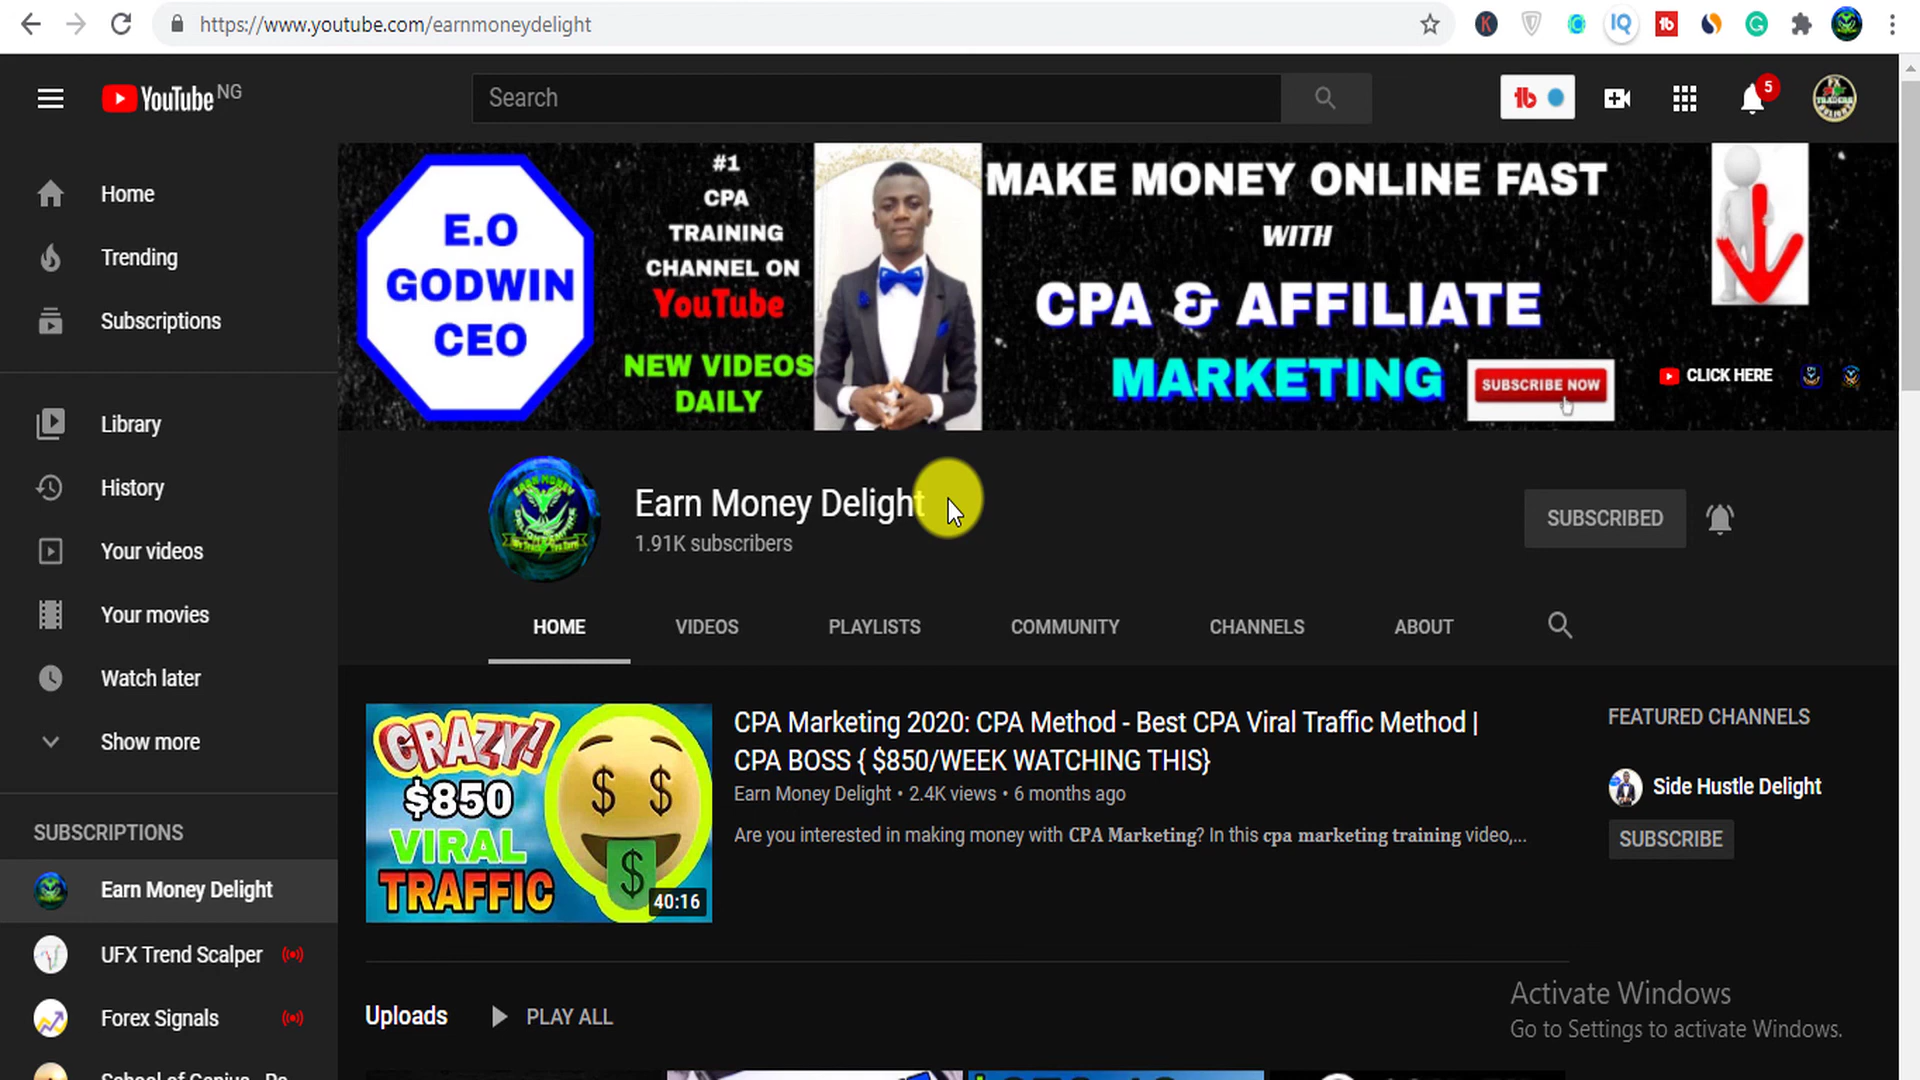 https://www.youtube.com/earnmoneydelight
YouTube NG
Search
5
Home
Trending
Subscriptions
Library
History
Your videos
Your movies
Watch later
Show more
SUBSCRIPTIONS
Earn Money Delight
UFX Trend Scalper
Forex Signals
E.O
GODWIN
CEO
#1
CPA
TRAINING
CHANNEL ON
YouTube
NEW VIDEOS
DAILY
MAKE MONEY ONLINE FAST
WITH
CPA & AFFILIATE
MARKETING
SUBSCRIBE NOW
CLICK HERE
Earn Money Delight
1.91K subscribers
SUBSCRIBED
HOME
VIDEOS
PLAYLISTS
COMMUNITY
CHANNELS
ABOUT
CRAZY!
$850
VIRAL
TRAFFIC
40:16
CPA Marketing 2020: CPA Method - Best CPA Viral Traffic Method |
CPA BOSS { $850/WEEK WATCHING THIS}
Earn Money Delight • 2.4K views • 6 months ago
Are you interested in making money with CPA Marketing? In this cpa marketing training video,...
FEATURED CHANNELS
Side Hustle Delight
SUBSCRIBE
Uploads
PLAY ALL
Activate Windows
Go to Settings to activate Windows.